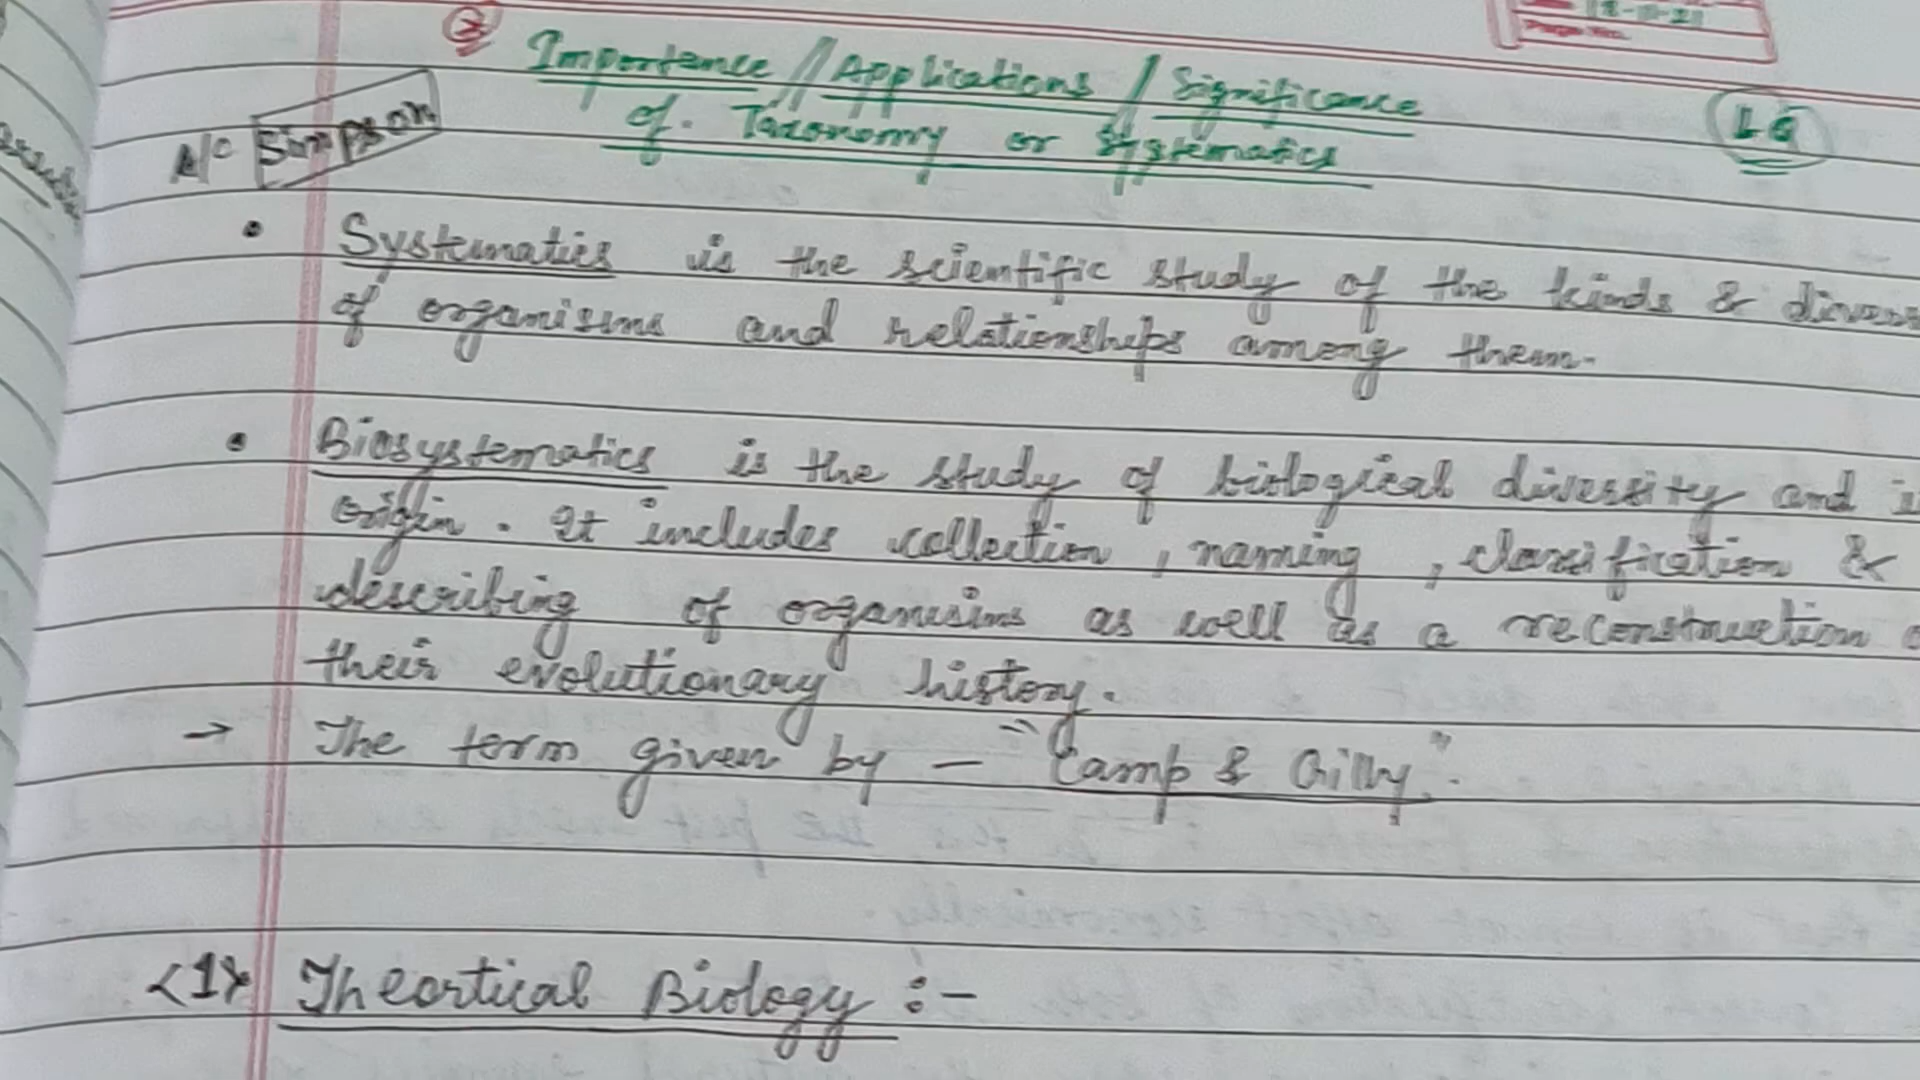 3
Importance // Applications / Significance
of. Taxonomy or Systematics
LQ
A/C Simpson
• Systematics is the scientific study of the kinds & divers
of organisms and relationships among them.
• Biosystematics is the study of biological diversity and i
origin. It includes collection, naming, classification &
describing of organisms as well as a reconstruction o
their evolutionary history.
→ The term given by – "Camp & Gilly".
<1> Theortical Biology :-